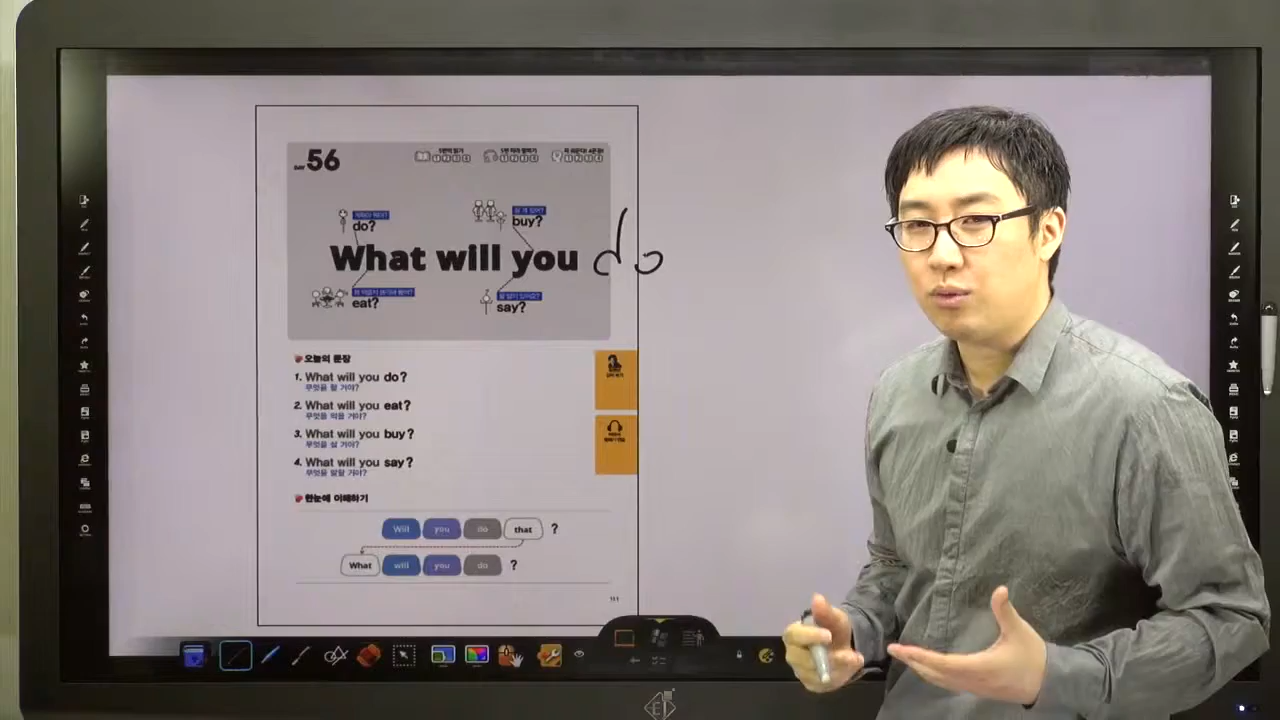 DAY 56
do?
buy?
What will you do
eat?
say?
오늘의 문장
1. What will you do?
무엇을 할 거야?
2. What will you eat?
무엇을 먹을 거야?
3. What will you buy?
무엇을 살 거야?
4. What will you say?
무엇을 말할 거야?
한눈에 이해하기
Will you do that ?
What will you do ?
111